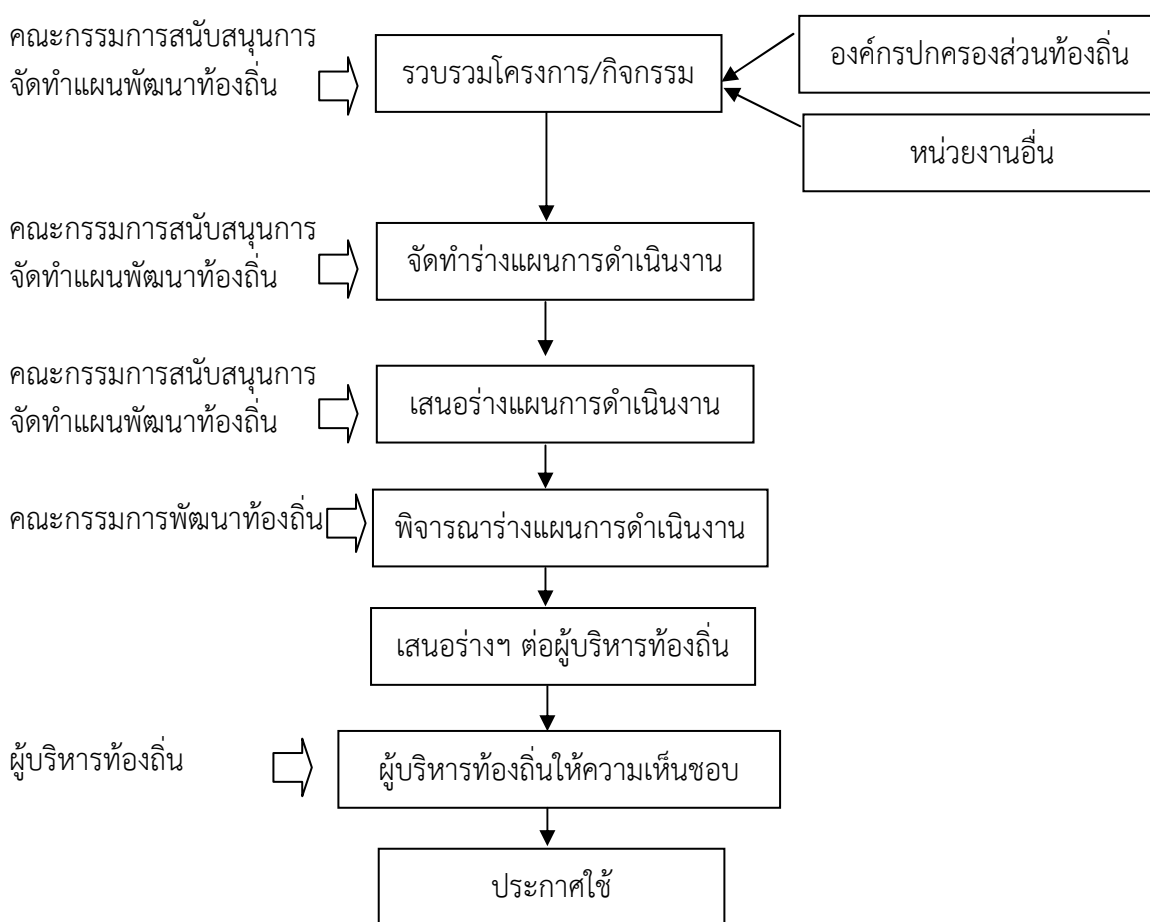 คณะกรรมการสนับสนุนการ
จัดทำแผนพัฒนาท้องถิ่น
รวบรวมโครงการ/กิจกรรม
องค์กรปกครองส่วนท้องถิ่น
หน่วยงานอื่น
คณะกรรมการสนับสนุนการ
จัดทำแผนพัฒนาท้องถิ่น
จัดทำร่างแผนการดำเนินงาน
คณะกรรมการสนับสนุนการ
จัดทำแผนพัฒนาท้องถิ่น
เสนอร่างแผนการดำเนินงาน
คณะกรรมการพัฒนาท้องถิ่น
พิจารณาร่างแผนการดำเนินงาน
เสนอร่างฯ ต่อผู้บริหารท้องถิ่น
ผู้บริหารท้องถิ่น
ผู้บริหารท้องถิ่นให้ความเห็นชอบ
ประกาศใช้